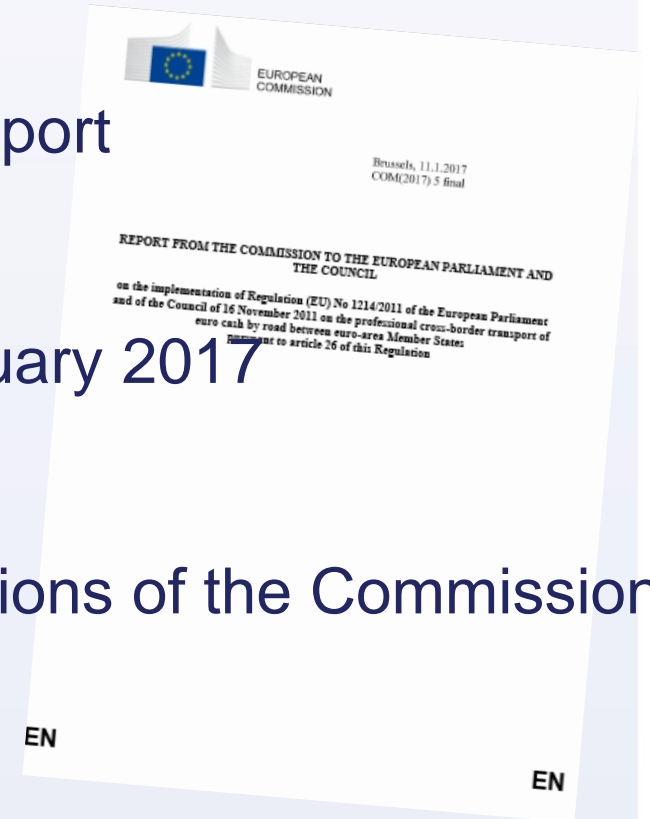 EUROPEAN
COMMISSION
port
Brussels, 11.1.2017
COM(2017) 5 final
REPORT FROM THE COMMISSION TO THE EUROPEAN PARLIAMENT AND
THE COUNCIL
on the implementation of Regulation (EU) No 1214/2011 of the European Parliament
and of the Council of 16 November 2011 on the professional cross-border transport of
euro cash by road between euro-area Member States
pursuant to article 26 of this Regulation
uary 2017
ions of the Commission
EN
EN